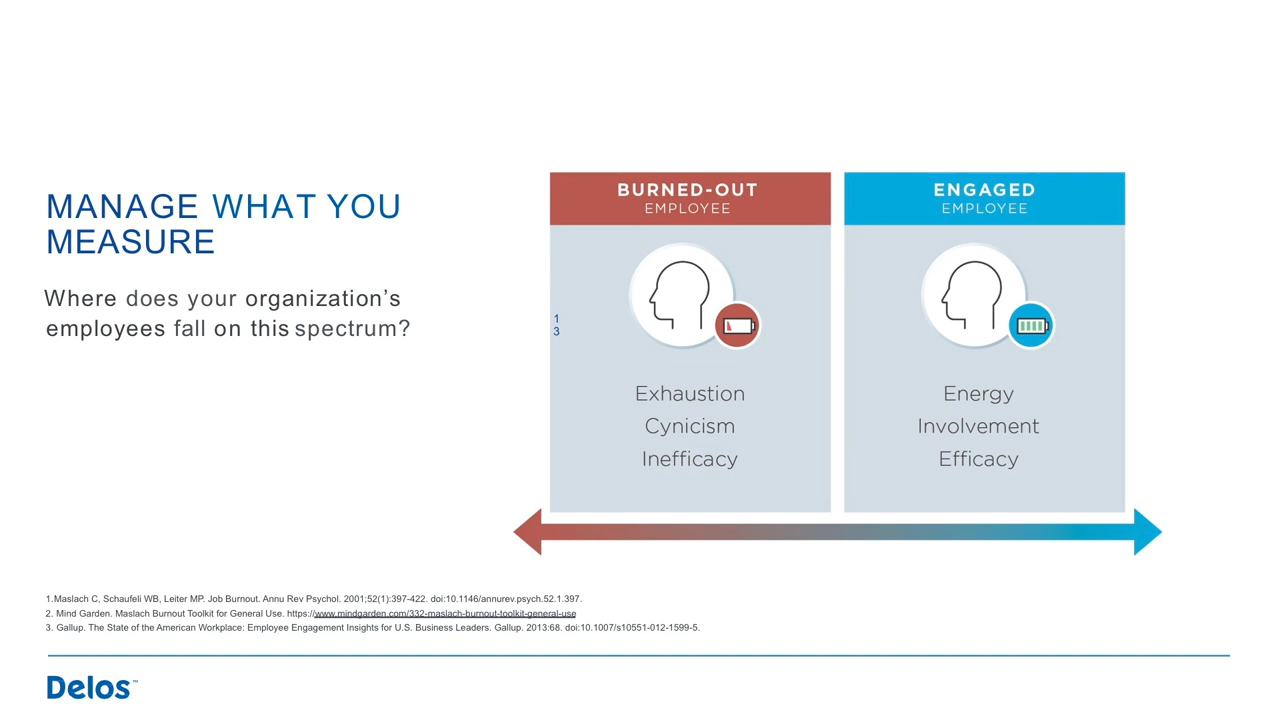 MANAGE WHAT YOU
MEASURE
Where does your organization’s
employees fall on this spectrum?
1
3
BURNED-OUT
EMPLOYEE
Exhaustion
Cynicism
Inefficacy
ENGAGED
EMPLOYEE
Energy
Involvement
Efficacy
1.Maslach C, Schaufeli WB, Leiter MP. Job Burnout. Annu Rev Psychol. 2001;52(1):397-422. doi:10.1146/annurev.psych.52.1.397.
2. Mind Garden. Maslach Burnout Toolkit for General Use. https://www.mindgarden.com/332-maslach-burnout-toolkit-general-use
3. Gallup. The State of the American Workplace: Employee Engagement Insights for U.S. Business Leaders. Gallup. 2013:68. doi:10.1007/s10551-012-1599-5.
Delos™